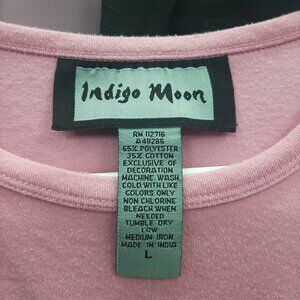 Indigo Moon
RN 112716
A48286
65% POLYESTER
35% COTTON
EXCLUSIVE OF
DECORATION
MACHINE WASH
COLD WITH LIKE
COLORS ONLY
NON CHLORINE
BLEACH WHEN
NEEDED
TUMBLE DRY
LOW
MEDIUM IRON
MADE IN INDIA
L